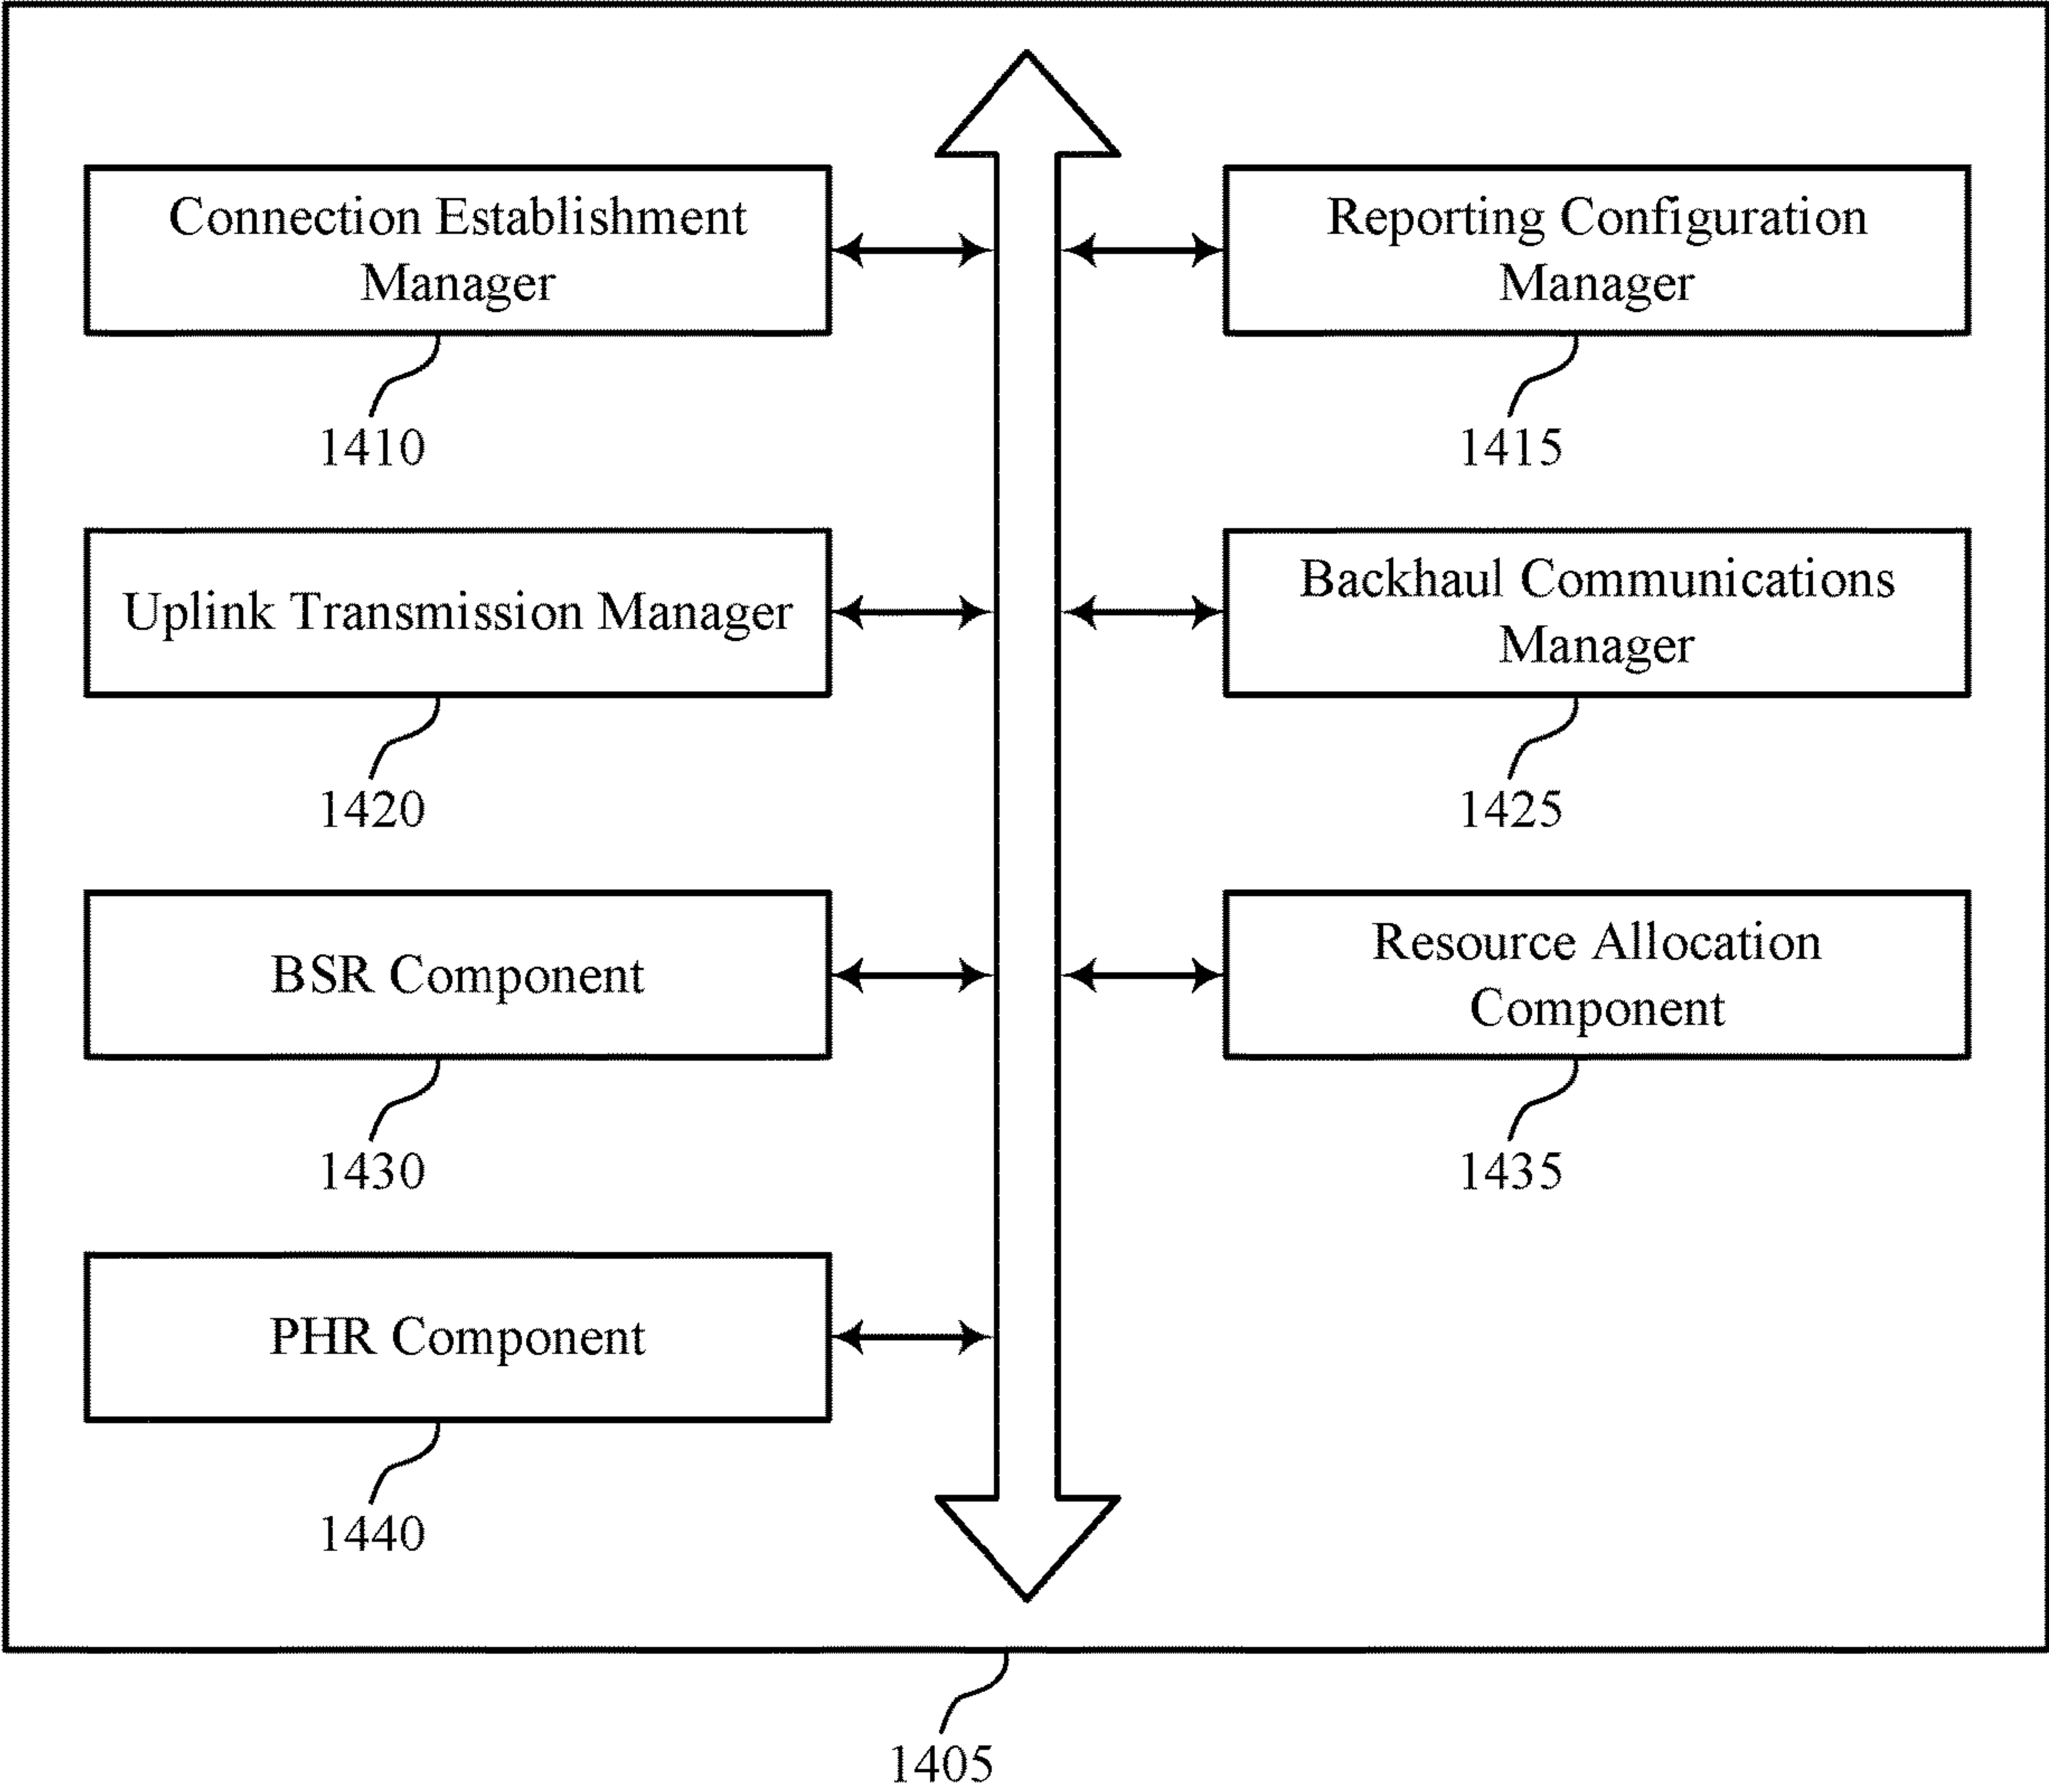 Connection Establishment
Manager
1410
Reporting Configuration
Manager
1415
Uplink Transmission Manager
1420
Backhaul Communications
Manager
1425
BSR Component
1430
Resource Allocation
Component
1435
PHR Component
1440
1405